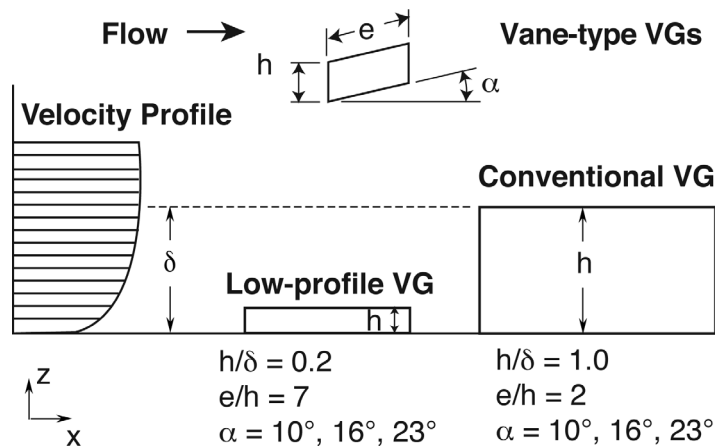 Flow
e
Vane-type VGs
h
α
Velocity Profile
Conventional VG
δ
h
Low-profile VG
h
h/δ = 0.2
e/h = 7
α = 10°, 16°, 23°
h/δ = 1.0
e/h = 2
α = 10°, 16°, 23°
z
x